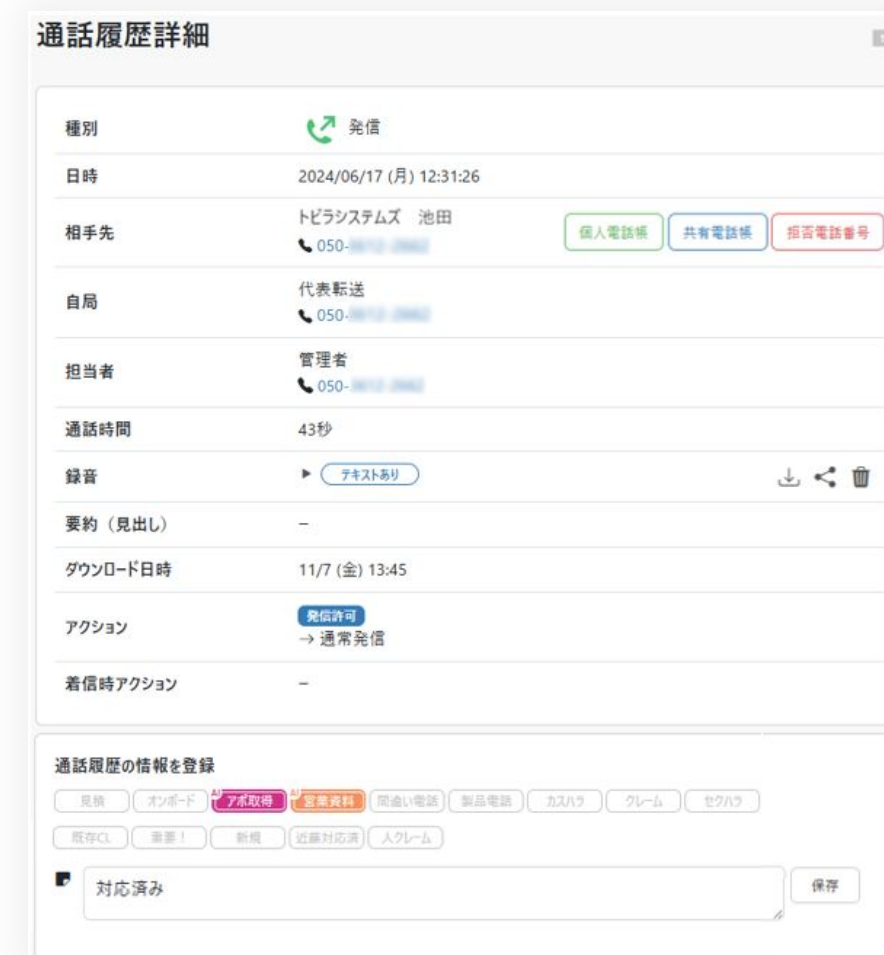 通話履歴詳細
種別 発信
日時 2024/06/17 (月) 12:31:26
相手先 トビラシステムズ 池田
050-
個人電話帳 共有電話帳 拒否電話番号
自局 代表転送
050-
担当者 管理者
050-
通話時間 43秒
録音 テキストあり
要約（見出し） –
ダウンロード日時 11/7 (金) 13:45
アクション 発信許可
→ 通常発信
着信時アクション –
通話履歴の情報を登録
見積 オンボード AI アポ取得 AI 営業資料 間違い電話 製品電話 カスハラ クレーム セクハラ
既存CL 重要！ 新規 近藤対応済 人クレーム
対応済み 保存